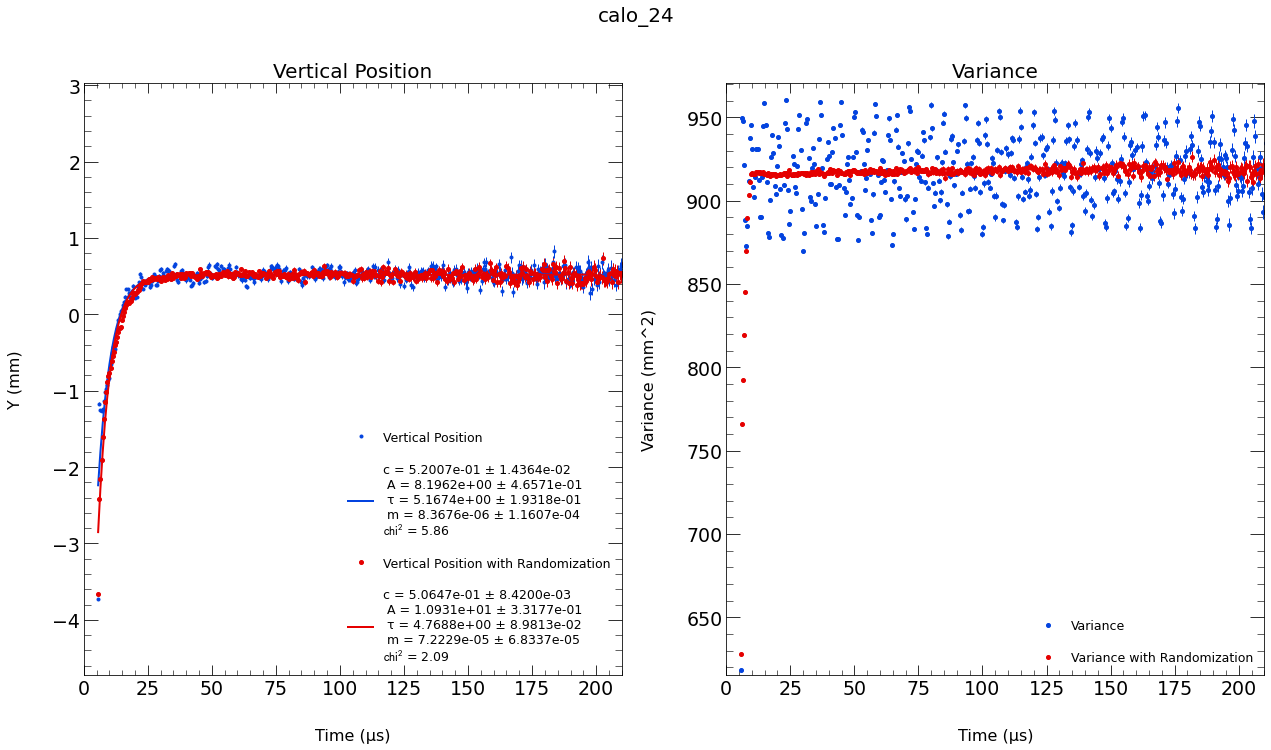 calo_24
Vertical Position
3
2
1
0
−1
−2
−3
−4
Y (mm)
Vertical Position
c = 5.2007e-01 ± 1.4364e-02
A = 8.1962e+00 ± 4.6571e-01
τ = 5.1674e+00 ± 1.9318e-01
m = 8.3676e-06 ± 1.1607e-04
chi² = 5.86
Vertical Position with Randomization
c = 5.0647e-01 ± 8.4200e-03
A = 1.0931e+01 ± 3.3177e-01
τ = 4.7688e+00 ± 8.9813e-02
m = 7.2229e-05 ± 6.8337e-05
chi² = 2.09
0 25 50 75 100 125 150 175 200
Time (μs)
Variance
950
900
850
800
750
700
650
Variance (mm^2)
Variance
Variance with Randomization
0 25 50 75 100 125 150 175 200
Time (μs)